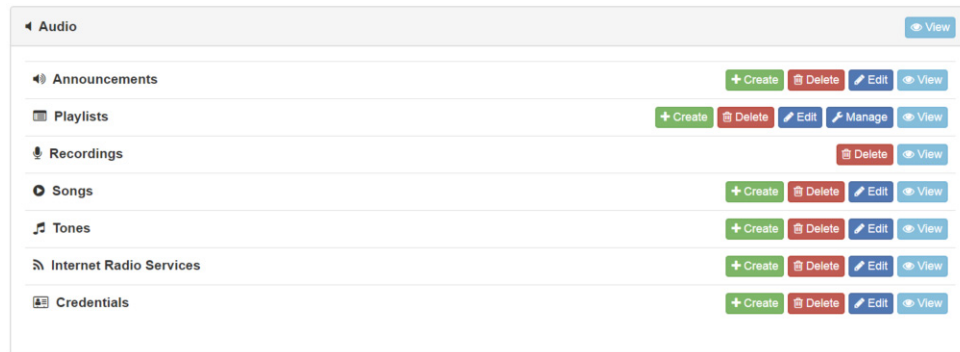 Audio View
Announcements Create Delete Edit View
Playlists Create Delete Edit Manage View
Recordings Delete View
Songs Create Delete Edit View
Tones Create Delete Edit View
Internet Radio Services Create Delete Edit View
Credentials Create Delete Edit View